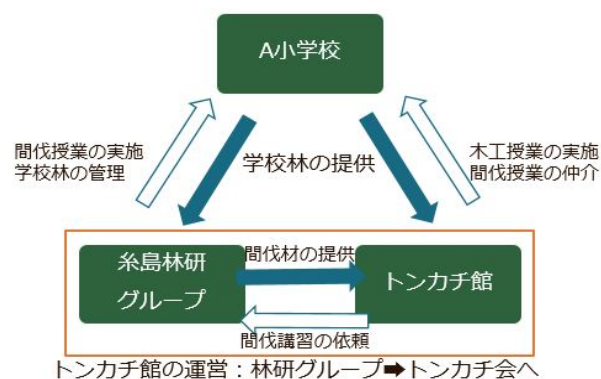 A小学校
間伐授業の実施
学校林の管理
学校林の提供
木工授業の実施
間伐授業の仲介
糸島林研
グループ
間伐材の提供
トンカチ館
間伐講習の依頼
トンカチ館の運営：林研グループ➡トンカチ会へ